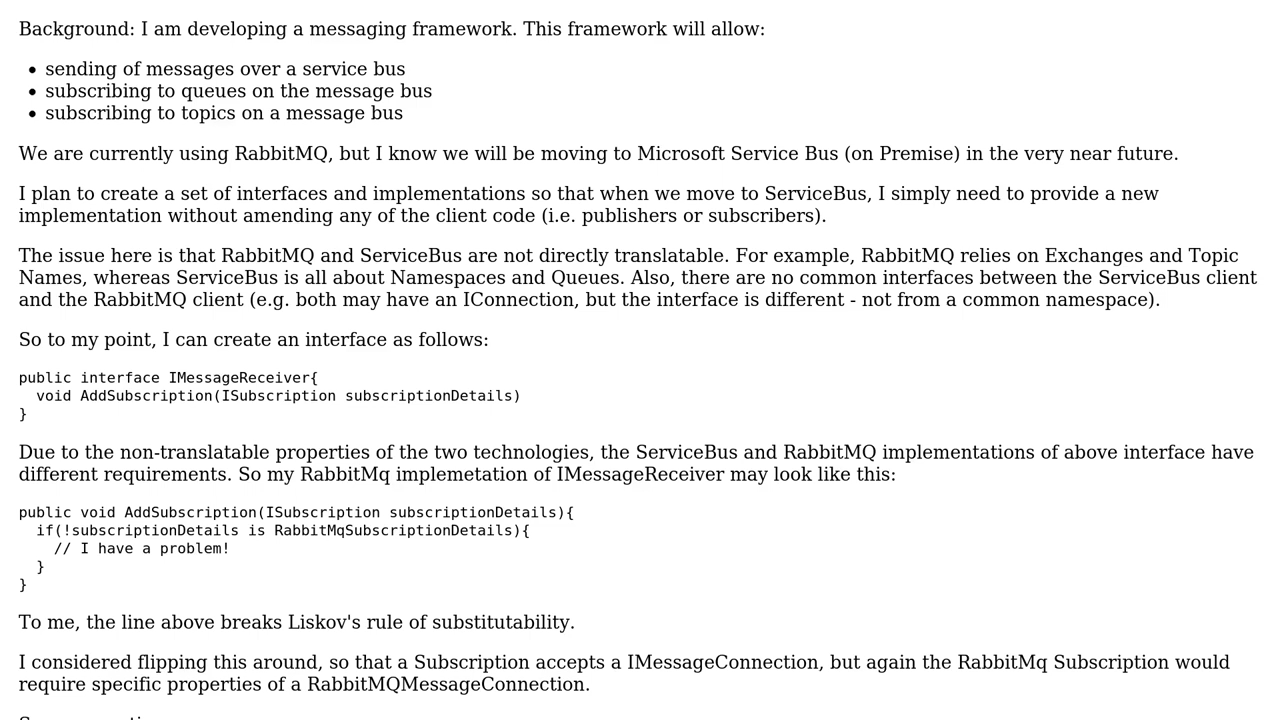 Background: I am developing a messaging framework. This framework will allow:
• sending of messages over a service bus
• subscribing to queues on the message bus
• subscribing to topics on a message bus
We are currently using RabbitMQ, but I know we will be moving to Microsoft Service Bus (on Premise) in the very near future.
I plan to create a set of interfaces and implementations so that when we move to ServiceBus, I simply need to provide a new
implementation without amending any of the client code (i.e. publishers or subscribers).
The issue here is that RabbitMQ and ServiceBus are not directly translatable. For example, RabbitMQ relies on Exchanges and Topic
Names, whereas ServiceBus is all about Namespaces and Queues. Also, there are no common interfaces between the ServiceBus client
and the RabbitMQ client (e.g. both may have an IConnection, but the interface is different - not from a common namespace).
So to my point, I can create an interface as follows:
public interface IMessageReceiver{
  void AddSubscription(ISubscription subscriptionDetails)
}
Due to the non-translatable properties of the two technologies, the ServiceBus and RabbitMQ implementations of above interface have
different requirements. So my RabbitMq implemetation of IMessageReceiver may look like this:
public void AddSubscription(ISubscription subscriptionDetails){
  if(!subscriptionDetails is RabbitMqSubscriptionDetails){
    // I have a problem!
  }
}
To me, the line above breaks Liskov's rule of substitutability.
I considered flipping this around, so that a Subscription accepts a IMessageConnection, but again the RabbitMq Subscription would
require specific properties of a RabbitMQMessageConnection.